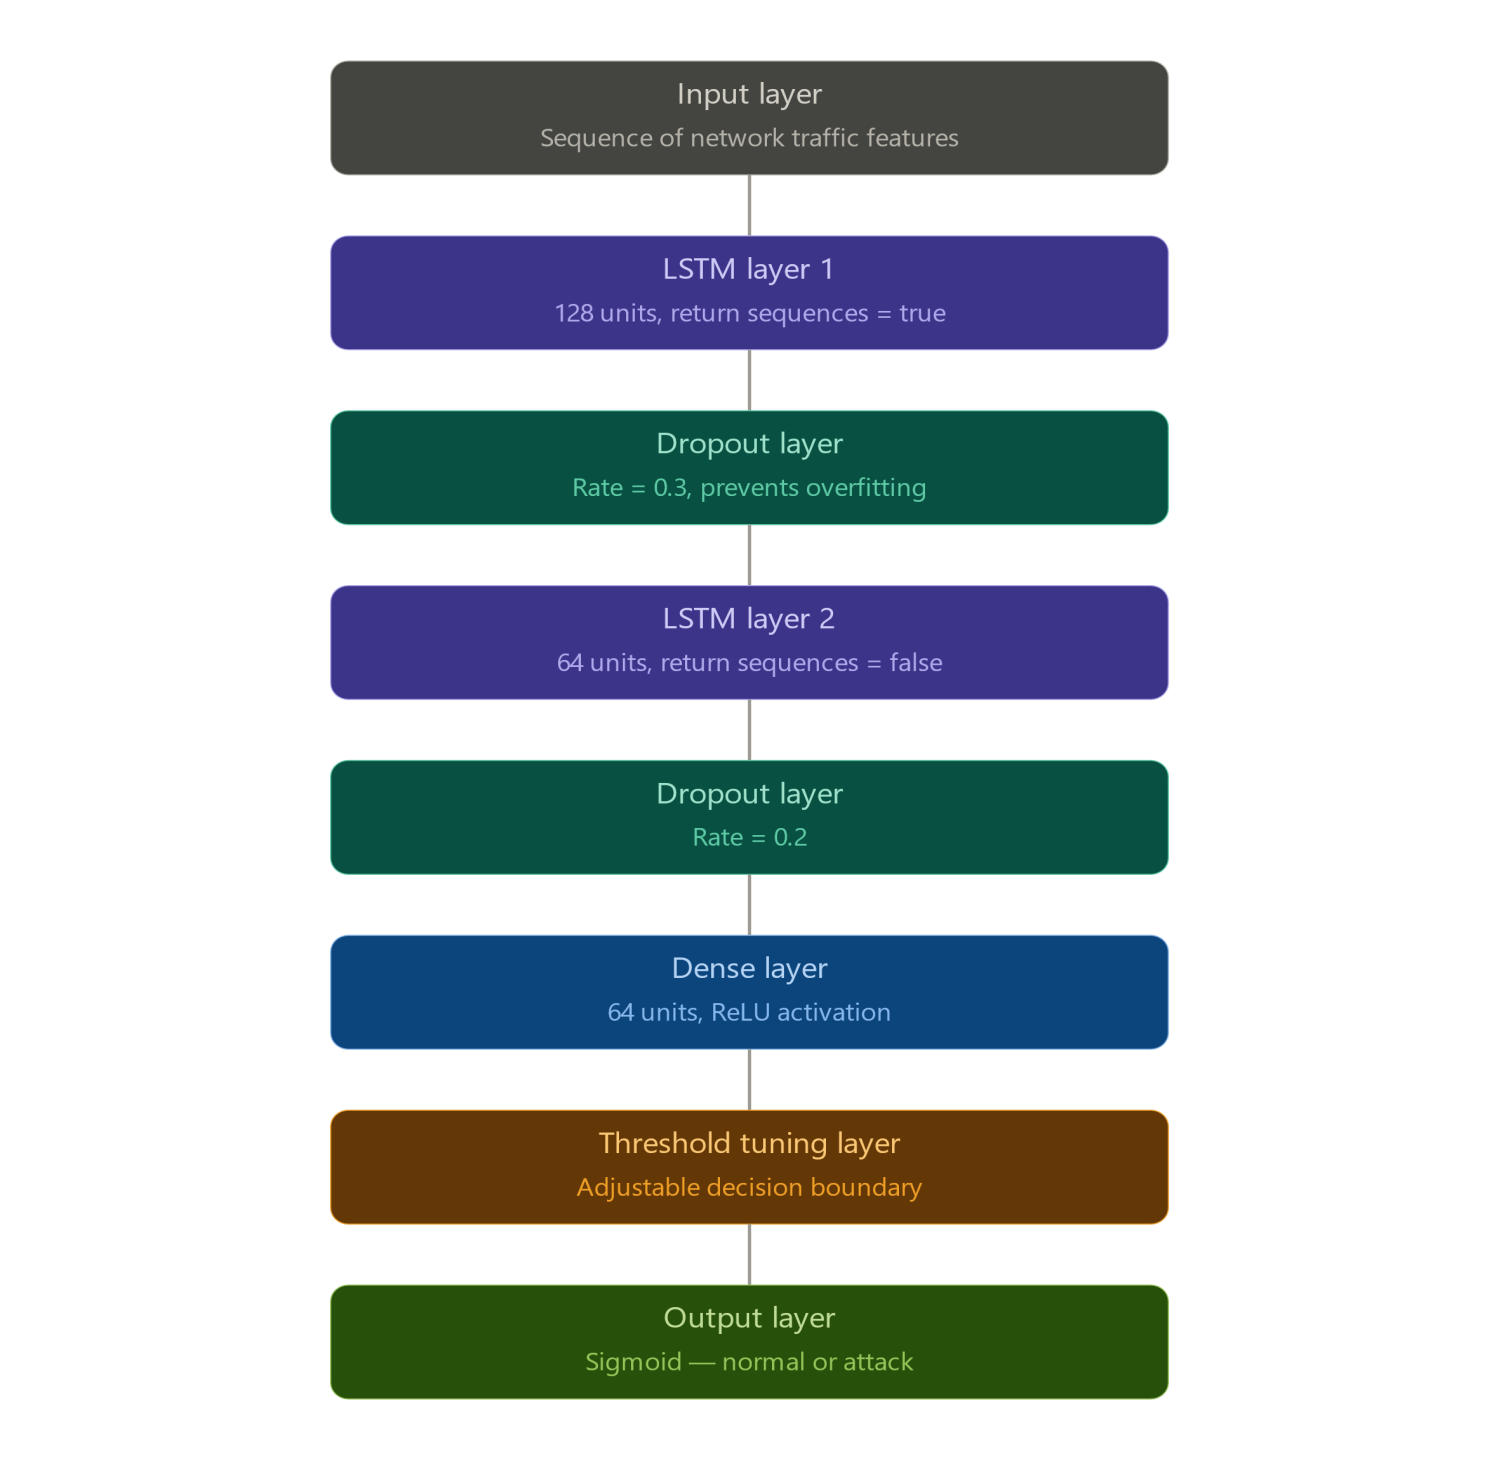 Input layer
Sequence of network traffic features
LSTM layer 1
128 units, return sequences = true
Dropout layer
Rate = 0.3, prevents overfitting
LSTM layer 2
64 units, return sequences = false
Dropout layer
Rate = 0.2
Dense layer
64 units, ReLU activation
Threshold tuning layer
Adjustable decision boundary
Output layer
Sigmoid — normal or attack